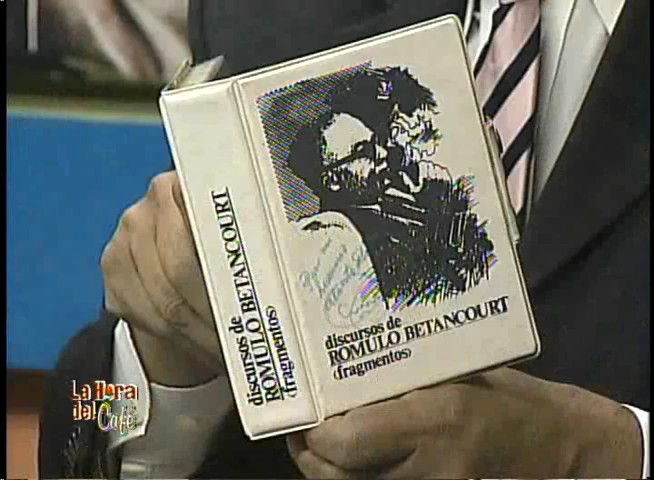 discursos de
ROMULO BETANCOURT
(fragmentos)
discursos de
ROMULO BETANCOURT
(fragmentos)
La Hora
del Café